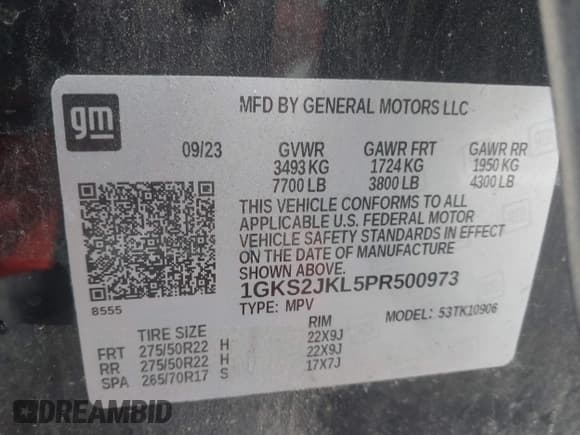 gm
MFD BY GENERAL MOTORS LLC
09/23 GVWR GAWR FRT GAWR RR
3493 KG 1724 KG 1950 KG
7700 LB 3800 LB 4300 LB
THIS VEHICLE CONFORMS TO ALL
APPLICABLE U.S. FEDERAL MOTOR
VEHICLE SAFETY STANDARDS IN EFFECT
ON THE DATE OF MANUFACTURE
SHOWN ABOVE.
1GKS2JKL5PR500973
8555 TYPE: MPV MODEL: 53TK10906
TIRE SIZE RIM
FRT 275/50R22 H 22X9J
RR 275/50R22 H 22X9J
SPA 265/70R17 S 17X7J
DREAMBID